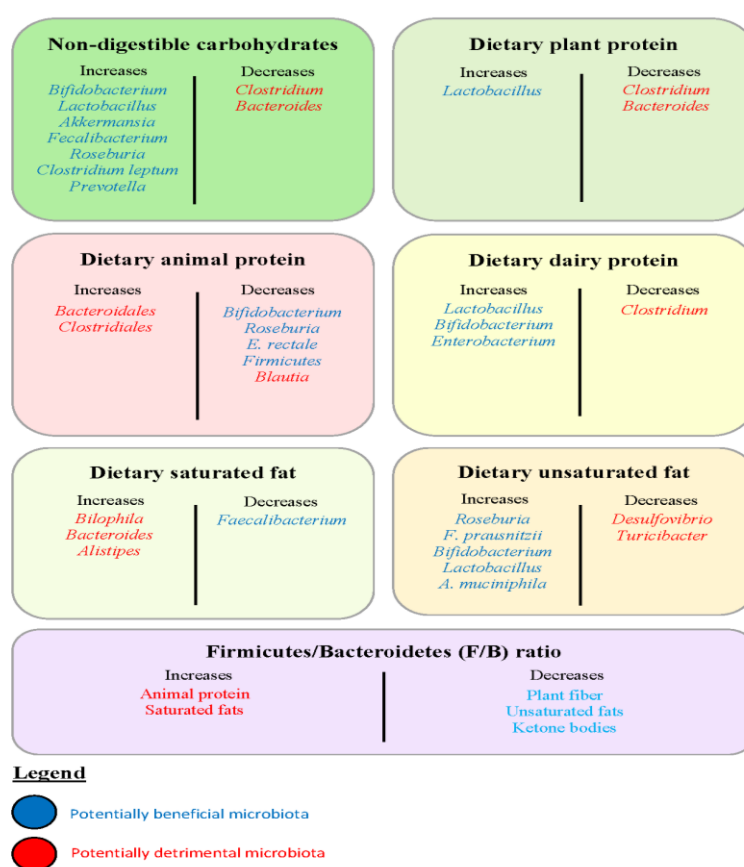 Non-digestible carbohydrates
Increases
Bifidobacterium
Lactobacillus
Akkermansia
Fecalibacterium
Roseburia
Clostridium leptum
Prevotella
Decreases
Clostridium
Bacteroides
Dietary plant protein
Increases
Lactobacillus
Decreases
Clostridium
Bacteroides
Dietary animal protein
Increases
Bacteroidales
Clostridiales
Decreases
Bifidobacterium
Roseburia
E. rectale
Firmicutes
Blautia
Dietary dairy protein
Increases
Lactobacillus
Bifidobacterium
Enterobacterium
Decreases
Clostridium
Dietary saturated fat
Increases
Bilophila
Bacteroides
Alistipes
Decreases
Faecalibacterium
Dietary unsaturated fat
Increases
Roseburia
F. prausnitzii
Bifidobacterium
Lactobacillus
A. muciniphila
Decreases
Desulfovibrio
Turicibacter
Firmicutes/Bacteroidetes (F/B) ratio
Increases
Animal protein
Saturated fats
Decreases
Plant fiber
Unsaturated fats
Ketone bodies
Legend
Potentially beneficial microbiota
Potentially detrimental microbiota